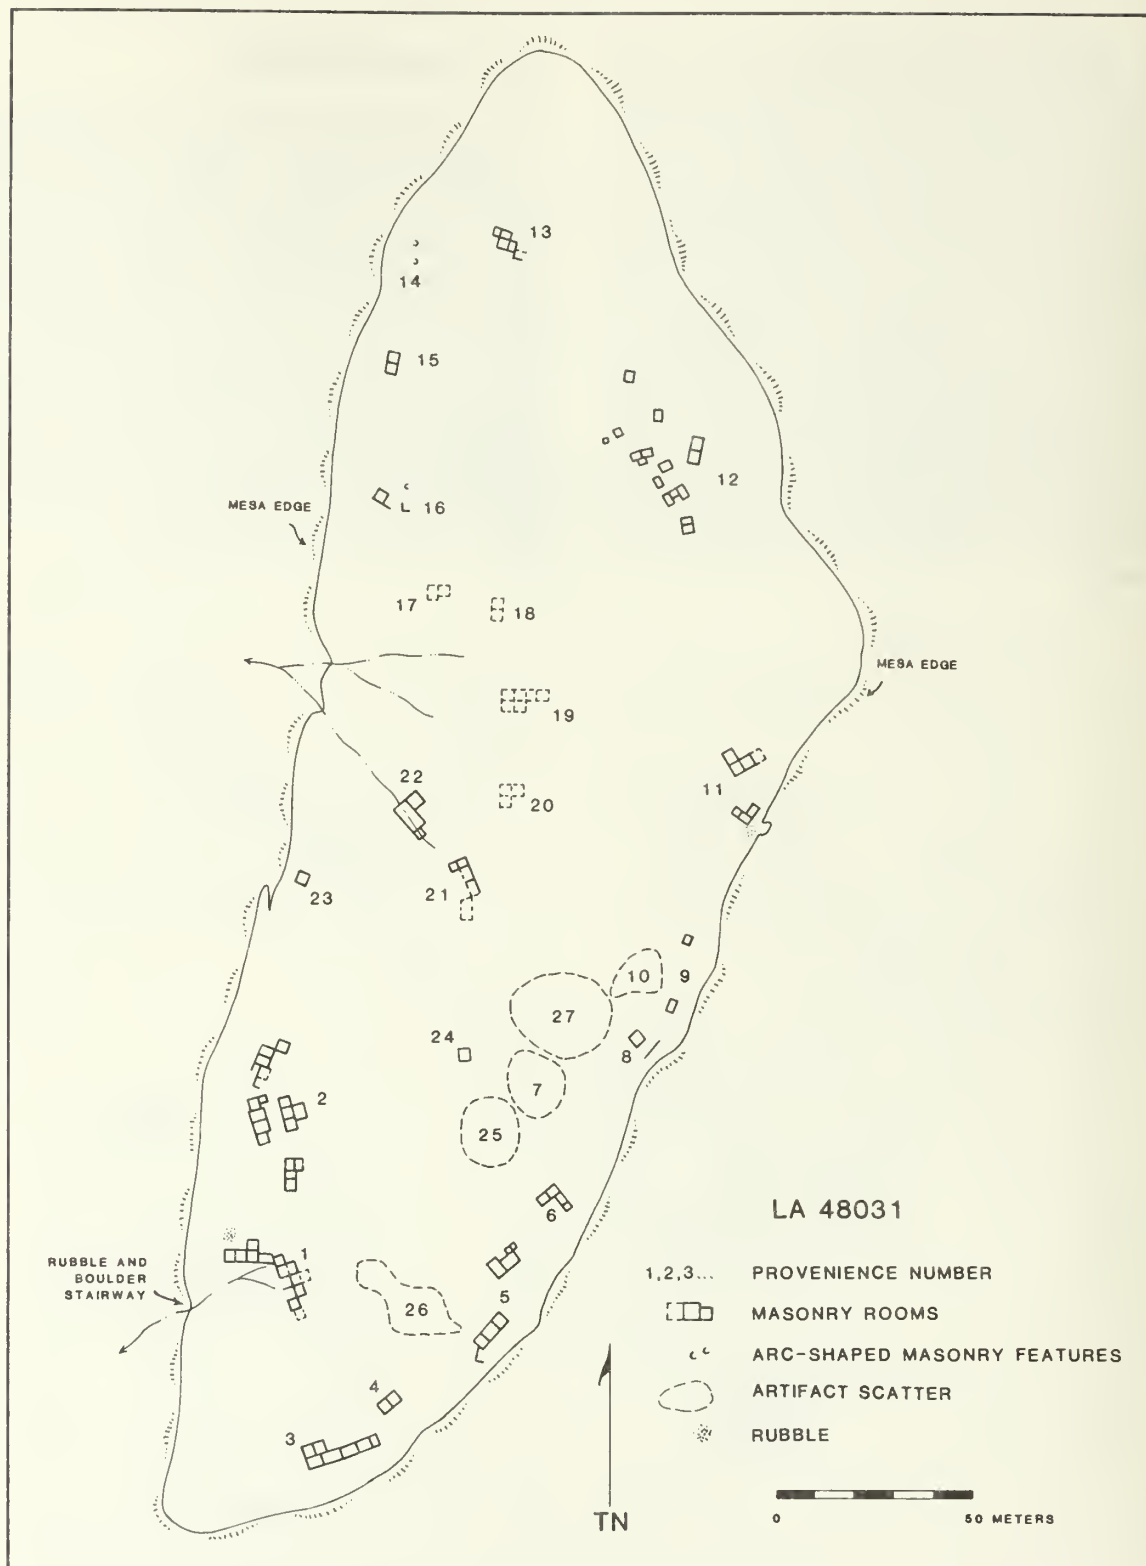 13
14
15
12
MESA EDGE
16
17
18
MESA EDGE
19
22
11
20
21
23
10
9
27
24
8
7
2
25
6
LA 48031
RUBBLE AND
BOULDER
STAIRWAY
1
1,2,3... PROVENIENCE NUMBER
5
26
MASONRY ROOMS
ARC-SHAPED MASONRY FEATURES
4
ARTIFACT SCATTER
3
RUBBLE
TN
0 50 METERS